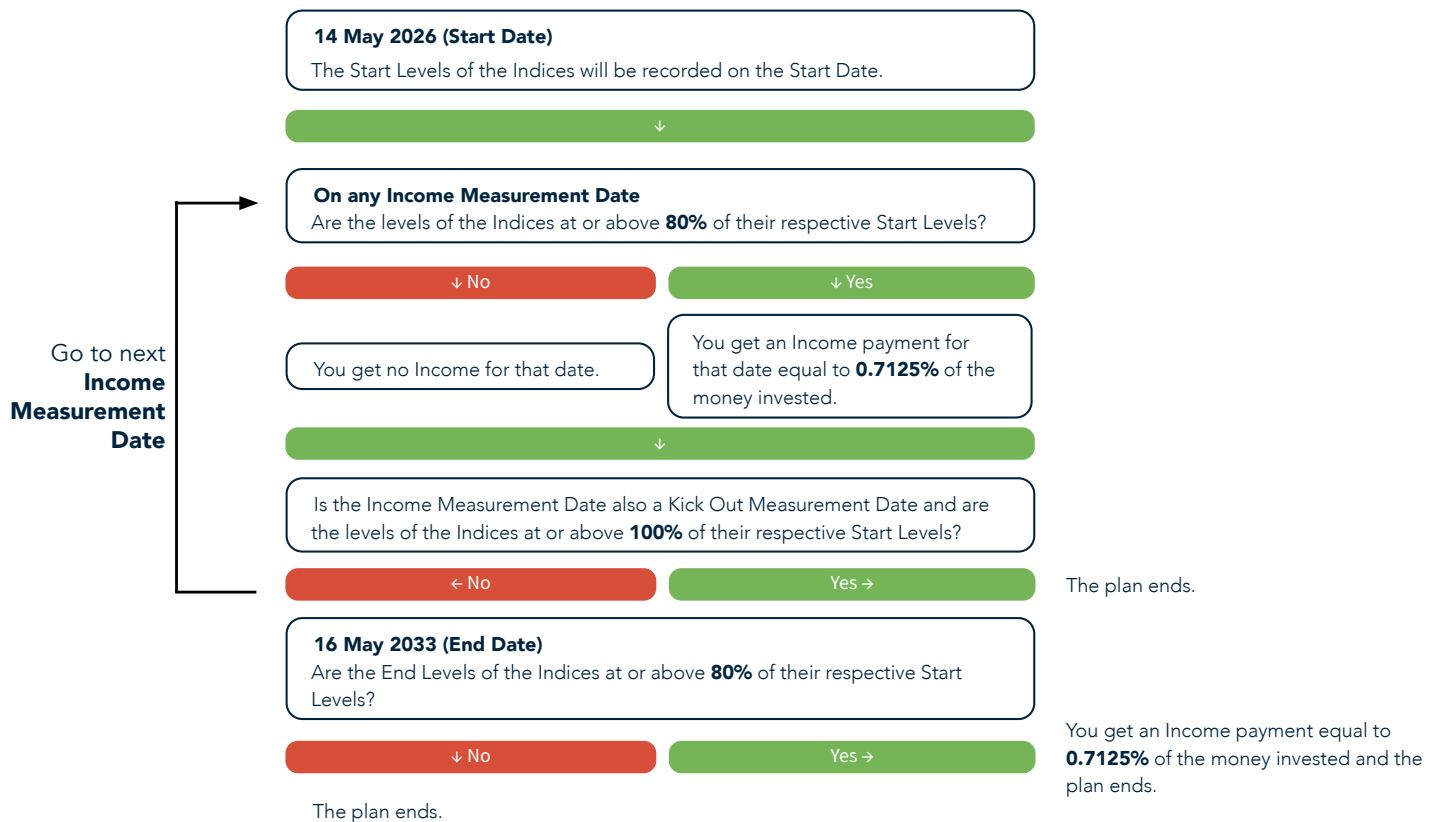 14 May 2026 (Start Date)
The Start Levels of the Indices will be recorded on the Start Date.
↓
On any Income Measurement Date
Are the levels of the Indices at or above 80% of their respective Start Levels?
↓ No
↓ Yes
Go to next
Income
Measurement
Date
You get no Income for that date.
You get an Income payment for
that date equal to 0.7125% of the
money invested.
↓
Is the Income Measurement Date also a Kick Out Measurement Date and are
the levels of the Indices at or above 100% of their respective Start Levels?
← No
Yes →
The plan ends.
16 May 2033 (End Date)
Are the End Levels of the Indices at or above 80% of their respective Start
Levels?
↓ No
Yes →
You get an Income payment equal to
0.7125% of the money invested and the
plan ends.
The plan ends.